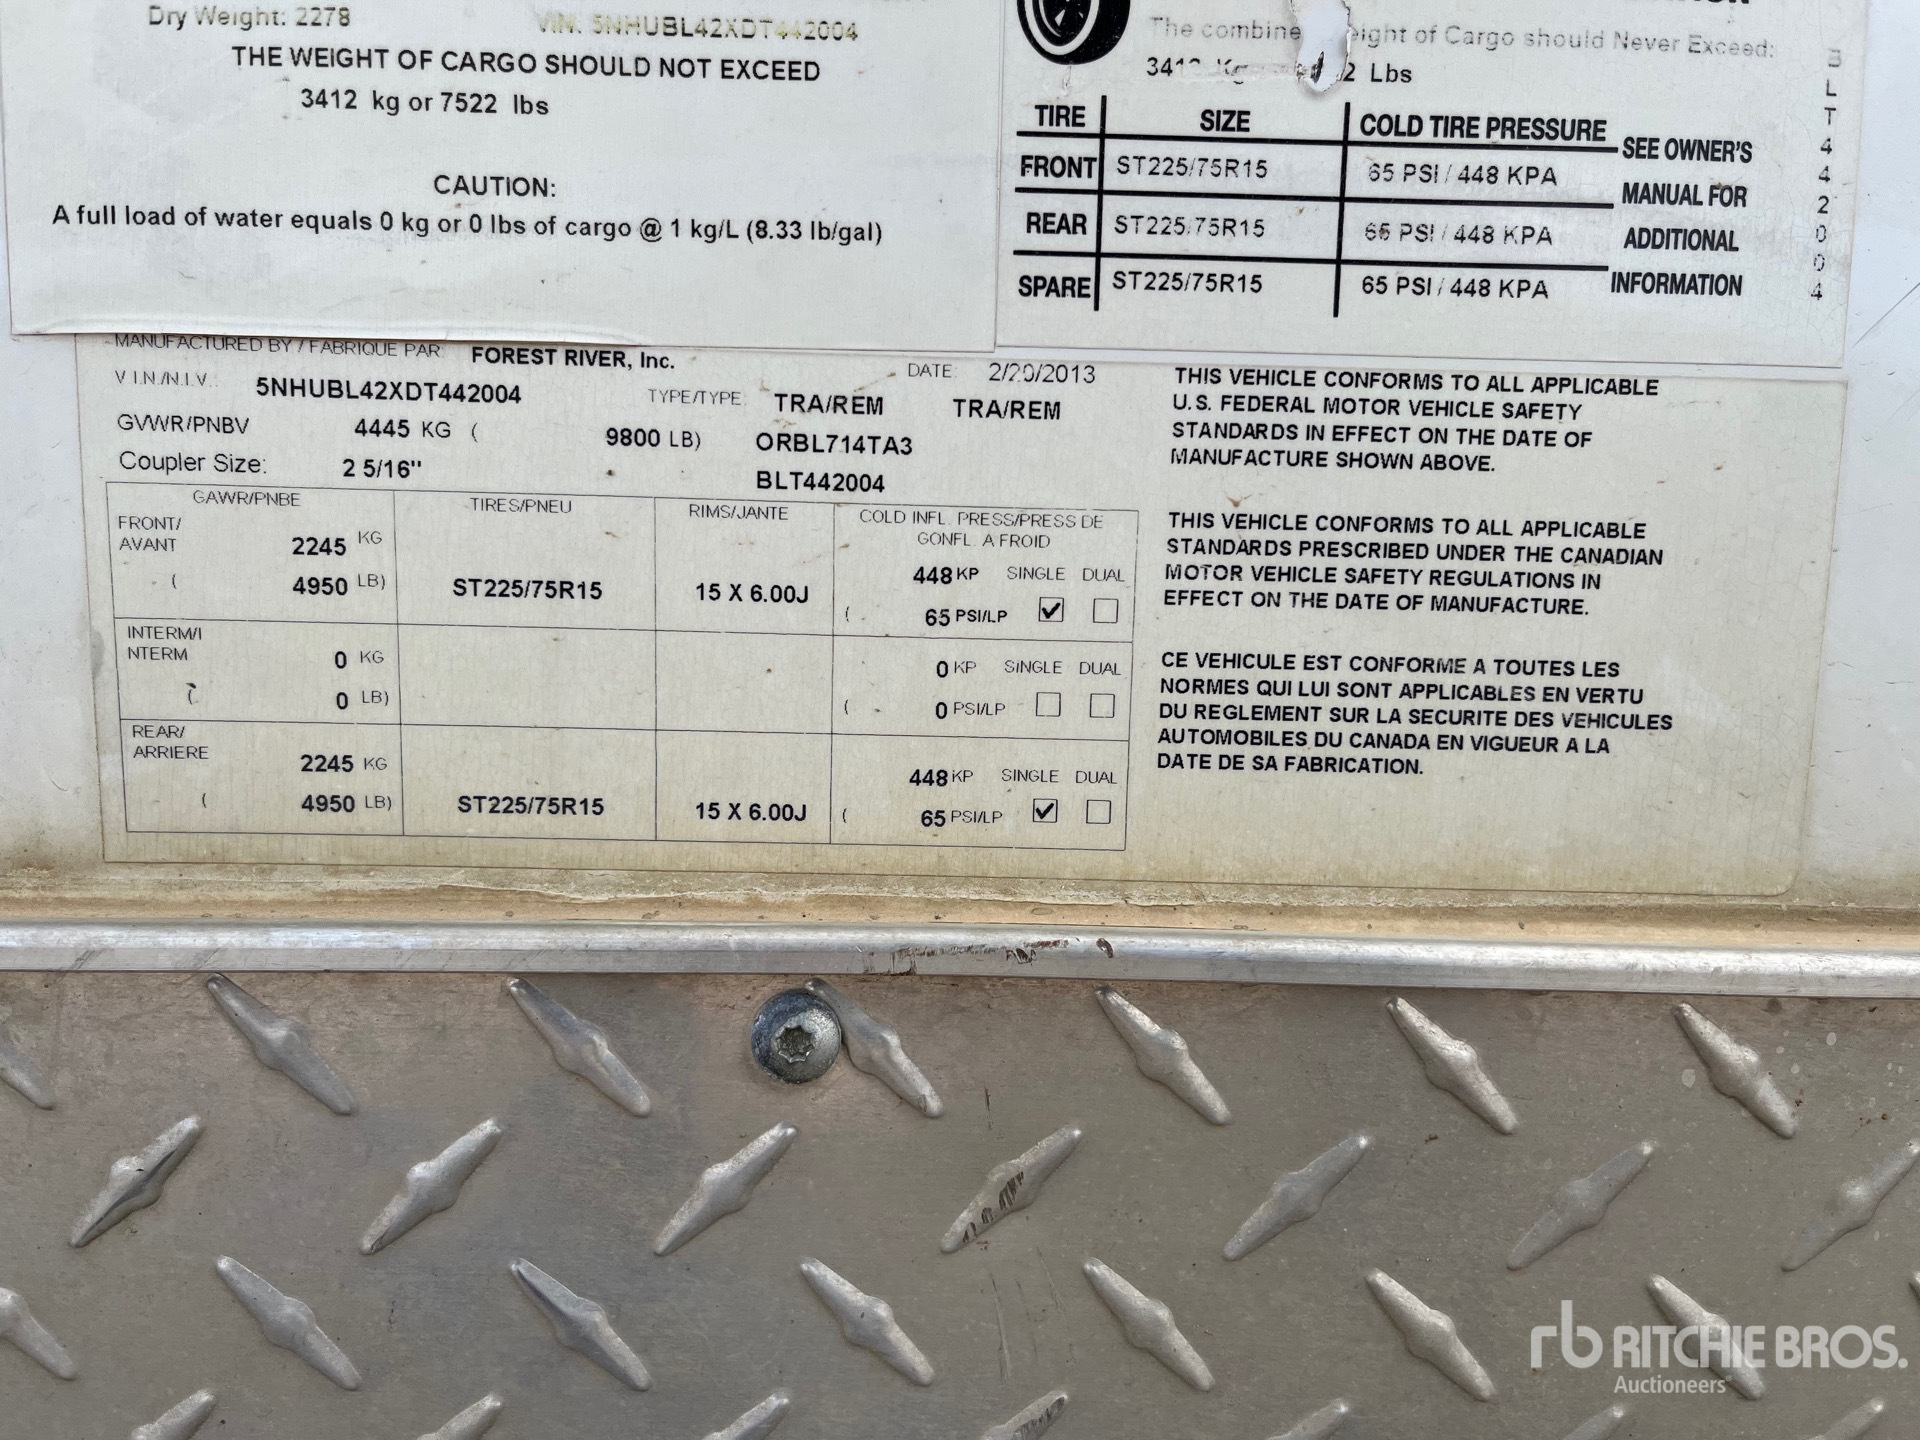 Dry Weight: 2278
VIN: 5NHUBL42XDT442004
THE WEIGHT OF CARGO SHOULD NOT EXCEED
3412 kg or 7522 lbs
CAUTION:
A full load of water equals 0 kg or 0 lbs of cargo @ 1 kg/L (8.33 lb/gal)
The combine eight of Cargo should Never Exceed:
3412 Kg 2 Lbs
TIRE SIZE COLD TIRE PRESSURE
FRONT ST225/75R15 65 PSI / 448 KPA
REAR ST225/75R15 65 PSI / 448 KPA
SPARE ST225/75R15 65 PSI / 448 KPA
SEE OWNER'S
MANUAL FOR
ADDITIONAL
INFORMATION
BLT442004
MANUFACTURED BY / FABRIQUE PAR: FOREST RIVER, Inc.
DATE: 2/20/2013
V.I.N./N.I.V.: 5NHUBL42XDT442004
TYPE/TYPE: TRA/REM TRA/REM
GVWR/PNBV 4445 KG ( 9800 LB)
ORBL714TA3
Coupler Size: 2 5/16"
BLT442004
GAWR/PNBE TIRES/PNEU RIMS/JANTE COLD INFL. PRESS/PRESS DE
GONFL. A FROID
FRONT/
AVANT 2245 KG
( 4950 LB) ST225/75R15 15 X 6.00J
448 KP SINGLE DUAL
( 65 PSI/LP ✓
INTERM/I
NTERM 0 KG
( 0 LB)
0 KP SINGLE DUAL
( 0 PSI/LP
REAR/
ARRIERE 2245 KG
( 4950 LB) ST225/75R15 15 X 6.00J
448 KP SINGLE DUAL
( 65 PSI/LP ✓
THIS VEHICLE CONFORMS TO ALL APPLICABLE
U.S. FEDERAL MOTOR VEHICLE SAFETY
STANDARDS IN EFFECT ON THE DATE OF
MANUFACTURE SHOWN ABOVE.
THIS VEHICLE CONFORMS TO ALL APPLICABLE
STANDARDS PRESCRIBED UNDER THE CANADIAN
MOTOR VEHICLE SAFETY REGULATIONS IN
EFFECT ON THE DATE OF MANUFACTURE.
CE VEHICULE EST CONFORME A TOUTES LES
NORMES QUI LUI SONT APPLICABLES EN VERTU
DU REGLEMENT SUR LA SECURITE DES VEHICULES
AUTOMOBILES DU CANADA EN VIGUEUR A LA
DATE DE SA FABRICATION.
rb RITCHIE BROS.
Auctioneers